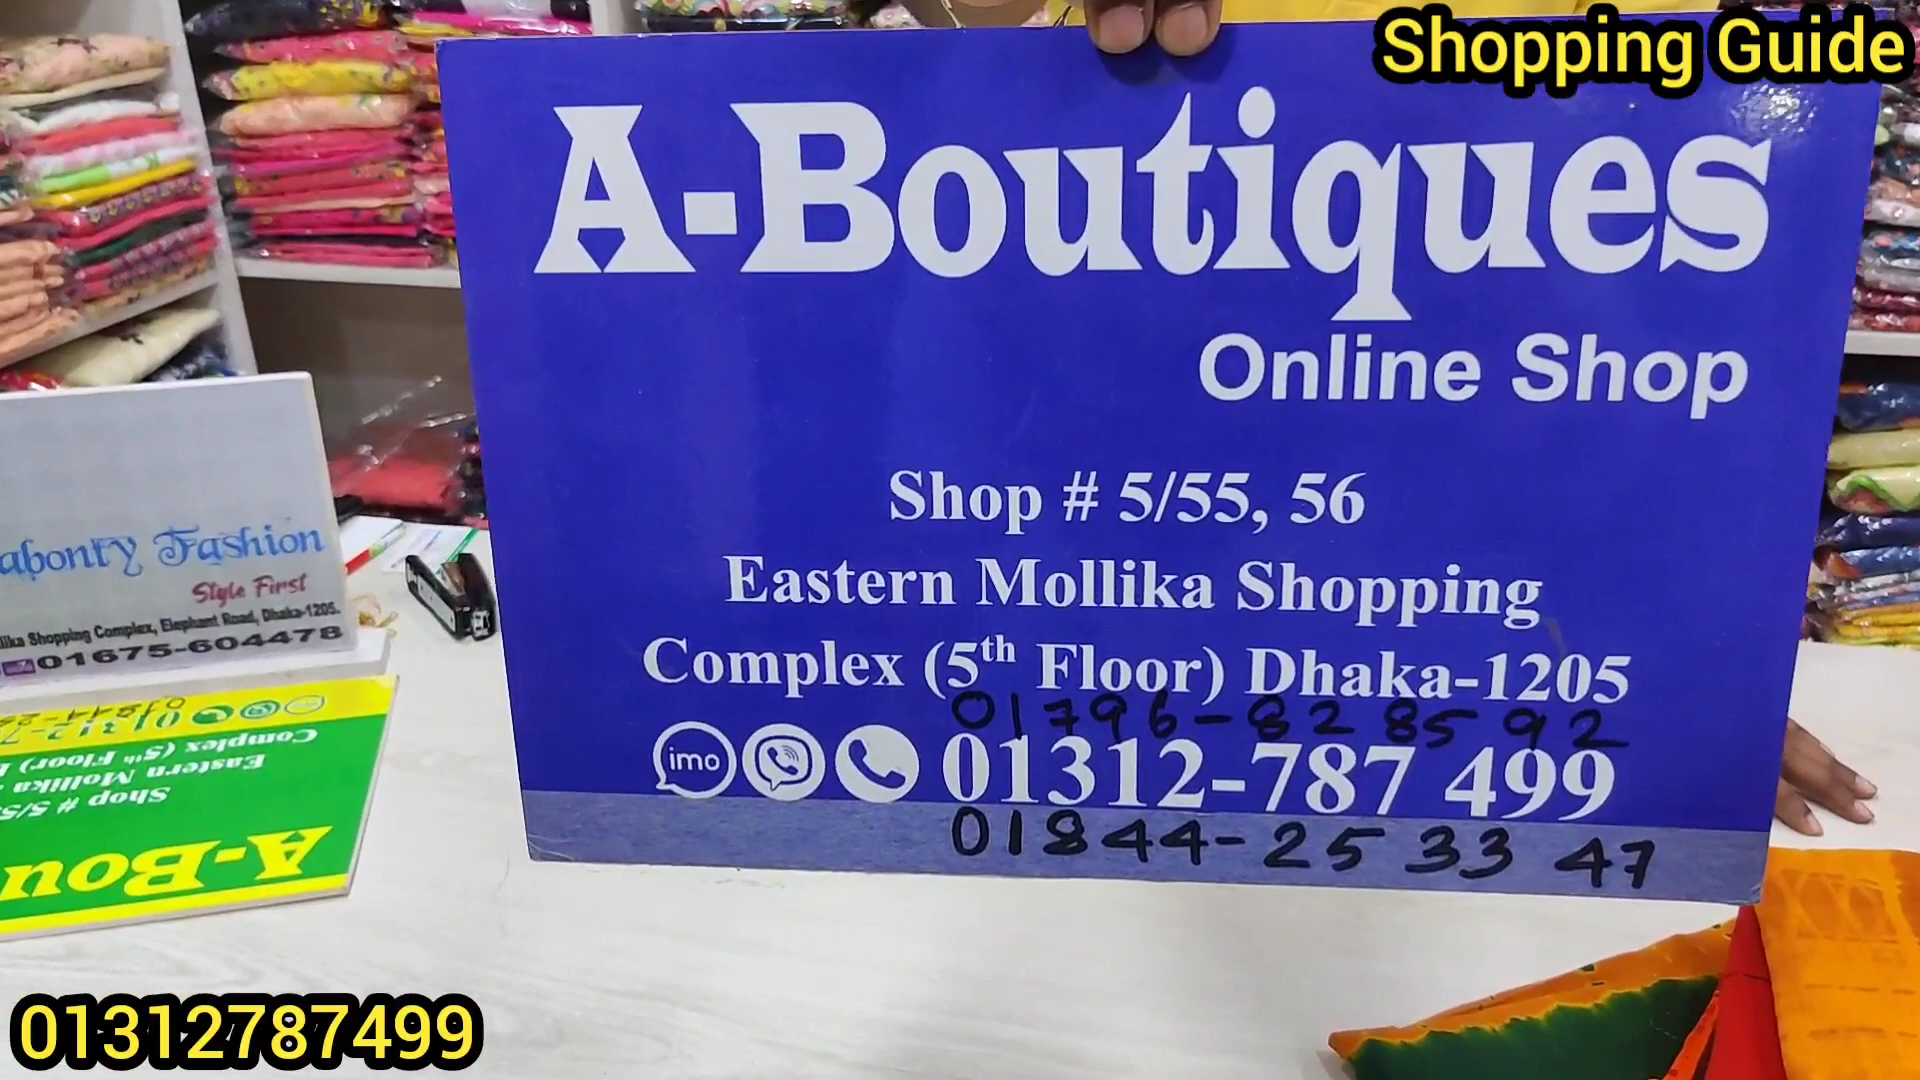 Shopping Guide
A-Boutiques
Online Shop
Shop # 5/55, 56
Eastern Mollika Shopping
Complex (5th Floor) Dhaka-1205
01796-828592
imo 01312-787 499
01844-25 33 47
Fashion
Style First
Shopping Complex, Elephant Road, Dhaka-1205.
01675-604478
Complex (5th Floor)
Eastern Mollika
Shop # 5/5
A-Bou
01312787499